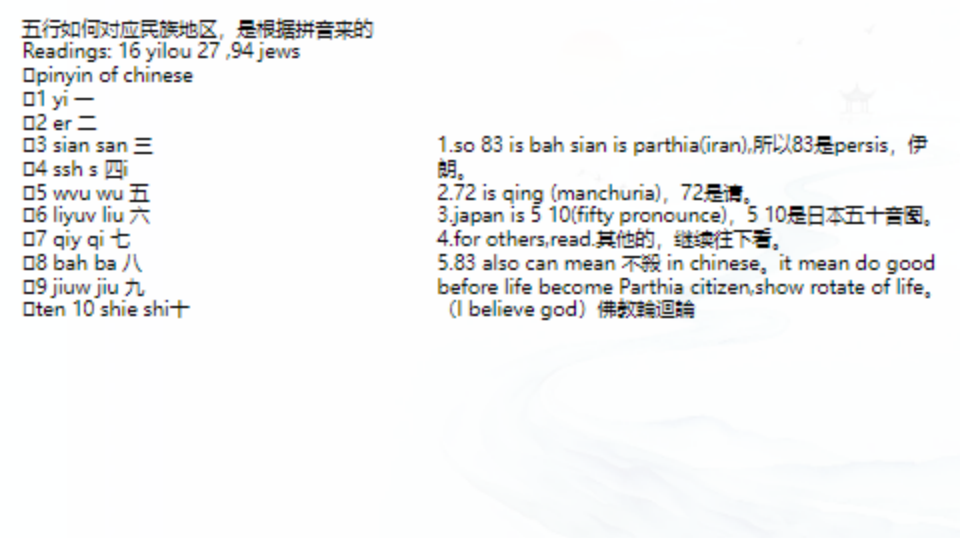 五行如何对应民族地区，是根据拼音来的
Readings: 16 yilou 27 ,94 jews
□pinyin of chinese
□1 yi 一
□2 er 二
□3 sian san 三
□4 ssh s 四i
□5 wvu wu 五
□6 liyuv liu 六
□7 qiy qi 七
□8 bah ba 八
□9 jiuw jiu 九
□ten 10 shie shi十
1.so 83 is bah sian is parthia(iran),所以83是persis，伊
朗。
2.72 is qing (manchuria)，72是请。
3.japan is 5 10(fifty pronounce)，5 10是日本五十音图。
4.for others,read.其他的，继续往下看。
5.83 also can mean 不殺 in chinese。it mean do good
before life become Parthia citizen,show rotate of life。
（I believe god）佛教輪迴論